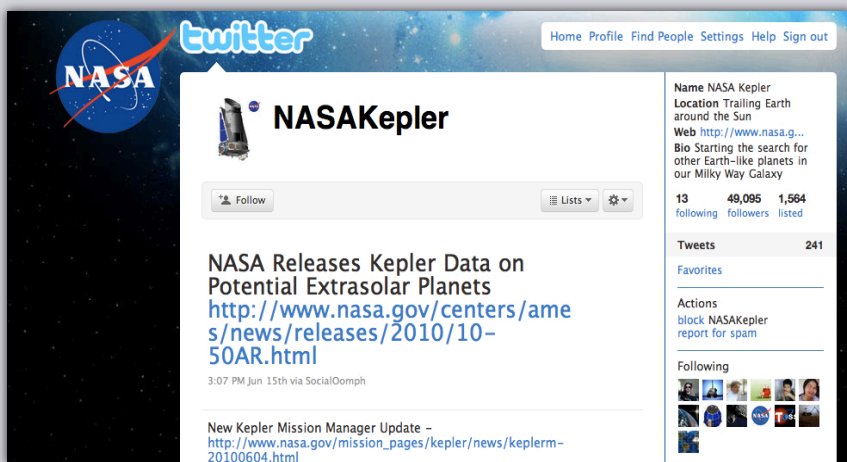 NASA
twitter
Home Profile Find People Settings Help Sign out
NASAKepler
Follow
Lists
NASA Releases Kepler Data on
Potential Extrasolar Planets
http://www.nasa.gov/centers/ame
s/news/releases/2010/10-
50AR.html
3:07 PM Jun 15th via SocialOomph
New Kepler Mission Manager Update -
http://www.nasa.gov/mission_pages/kepler/news/keplerm-
20100604.html
Name NASA Kepler
Location Trailing Earth
around the Sun
Web http://www.nasa.g...
Bio Starting the search for
other Earth-like planets in
our Milky Way Galaxy
13 49,095 1,564
following followers listed
Tweets 241
Favorites
Actions
block NASAKepler
report for spam
Following